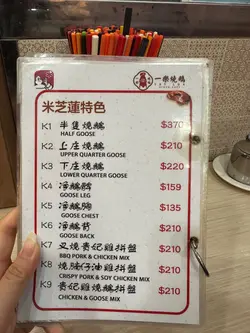 一樂燒鵝
米芝蓮特色
K1 半隻燒鵝 $370
HALF GOOSE
K2 上庄燒鵝 $210
UPPER QUARTER GOOSE
K3 下庄燒鵝 $220
LOWER QUARTER GOOSE
K4 淨鵝髀 $159
GOOSE LEG
K5 淨鵝胸 $135
GOOSE CHEST
K6 淨鵝背 $210
GOOSE BACK
K7 叉燒貴妃雞鵝拼盤 $210
BBQ PORK & CHICKEN MIX
K8 燒腩仔油雞鵝拼盤 $210
CRISPY PORK & SOY CHICKEN MIX
K9 貴妃雞燒鵝拼盤 $210
CHICKEN & GOOSE MIX